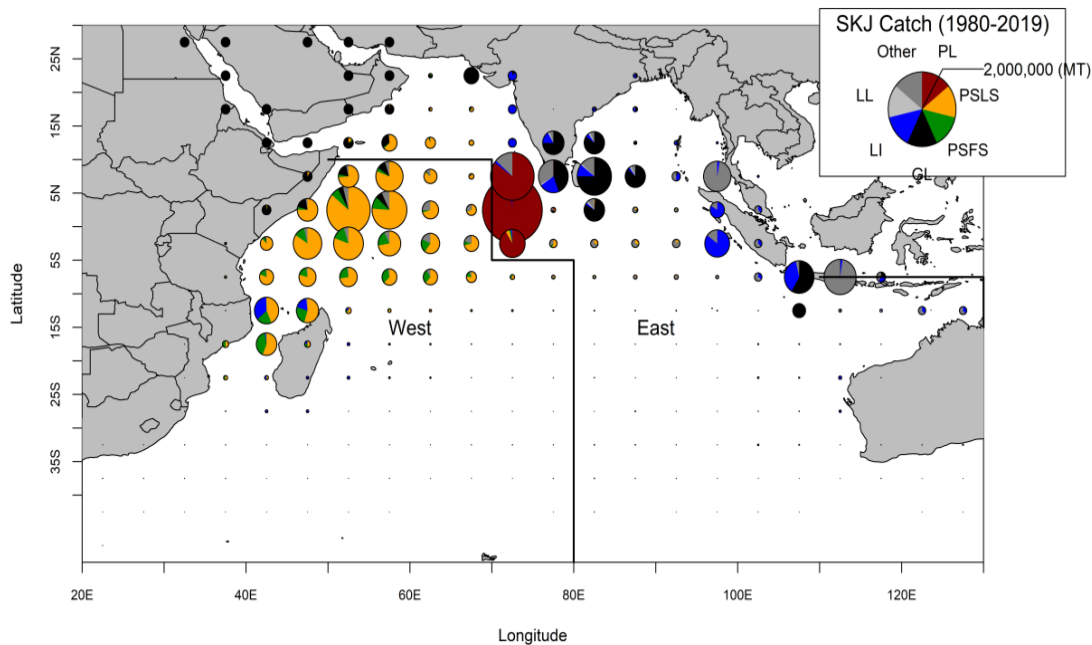 SKJ Catch (1980-2019)
Other PL
2,000,000 (MT)
LL PSLS
LI PSFS
GL
25N
15N
5N
5S
15S
25S
35S
Latitude
West East
20E 40E 60E 80E 100E 120E
Longitude